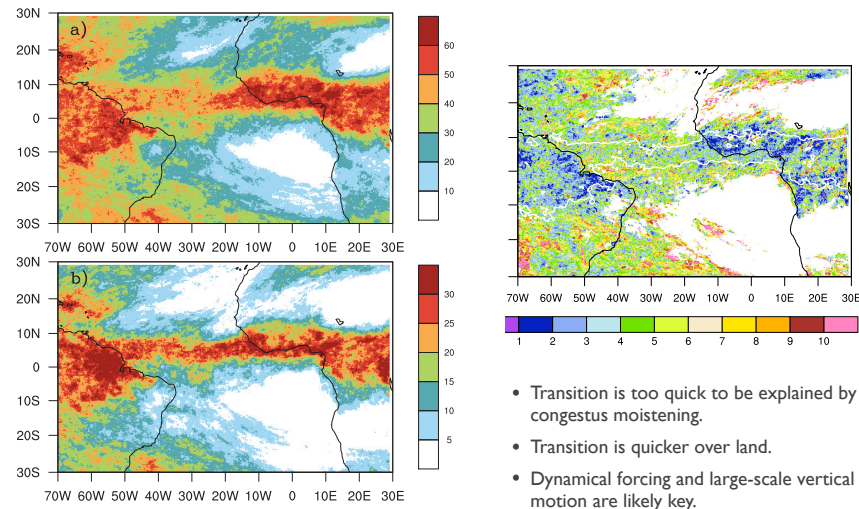 30N
20N
10N
0
10S
20S
30S
a)
70W 60W 50W 40W 30W 20W 10W 0 10E 20E 30E
60
50
40
30
20
10
30N
20N
10N
0
10S
20S
30S
b)
70W 60W 50W 40W 30W 20W 10W 0 10E 20E 30E
30
25
20
15
10
5
70W 60W 50W 40W 30W 20W 10W 0 10E 20E 30E
1 2 3 4 5 6 7 8 9 10
• Transition is too quick to be explained by
congestus moistening.
• Transition is quicker over land.
• Dynamical forcing and large-scale vertical
motion are likely key.